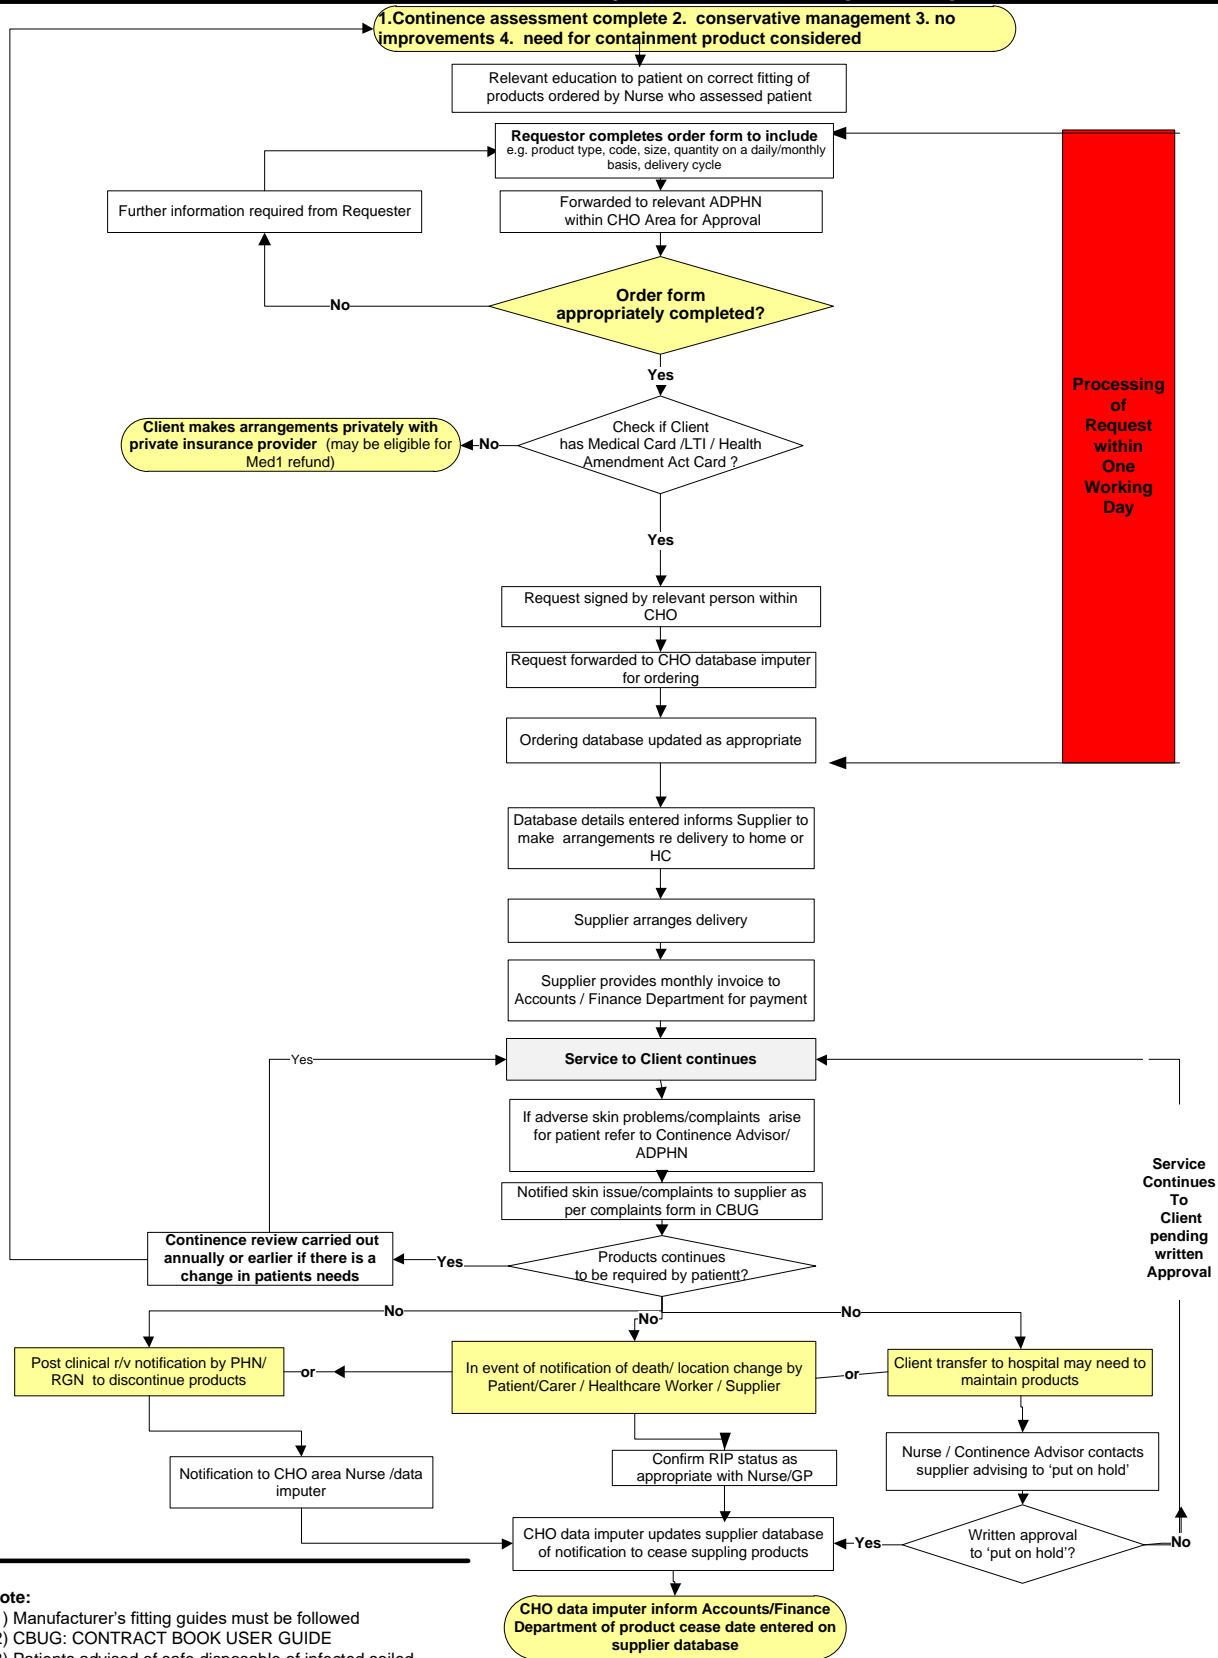 1.Continence assessment complete 2. conservative management 3. no
improvements 4. need for containment product considered
Relevant education to patient on correct fitting of
products ordered by Nurse who assessed patient
Requestor completes order form to include
e.g. product type, code, size, quantity on a daily/monthly
basis, delivery cycle
Further information required from Requester
Forwarded to relevant ADPHN
within CHO Area for Approval
Order form
appropriately completed?
No
Yes
Processing
of
Request
within
One
Working
Day
Check if Client
has Medical Card /LTI / Health
Amendment Act Card ?
No
Client makes arrangements privately with
private insurance provider (may be eligible for
Med1 refund)
Yes
Request signed by relevant person within
CHO
Request forwarded to CHO database imputer
for ordering
Ordering database updated as appropriate
Database details entered informs Supplier to
make arrangements re delivery to home or
HC
Supplier arranges delivery
Supplier provides monthly invoice to
Accounts / Finance Department for payment
Yes
Service to Client continues
If adverse skin problems/complaints arise
for patient refer to Continence Advisor/
ADPHN
Notified skin issue/complaints to supplier as
per complaints form in CBUG
Service
Continues
To
Client
pending
written
Approval
Continence review carried out
annually or earlier if there is a
change in patients needs
Yes
Products continues
to be required by patientt?
No
No
No
Post clinical r/v notification by PHN/
RGN to discontinue products
or
In event of notification of death/ location change by
Patient/Carer / Healthcare Worker / Supplier
or
Client transfer to hospital may need to
maintain products
Notification to CHO area Nurse /data
imputer
Confirm RIP status as
appropriate with Nurse/GP
Nurse / Continence Advisor contacts
supplier advising to ‘put on hold’
CHO data imputer updates supplier database
of notification to cease suppling products
Yes
Written approval
to ‘put on hold’?
No
CHO data imputer inform Accounts/Finance
Department of product cease date entered on
supplier database
ote:
) Manufacturer’s fitting guides must be followed
2) CBUG: CONTRACT BOOK USER GUIDE
3) Patients advised of safe disposable of infected soiled